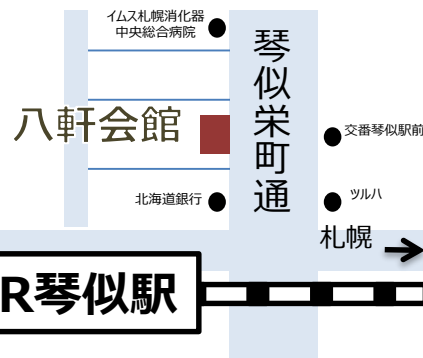 イムス札幌消化器
中央総合病院
琴似栄町通
八軒会館
交番琴似駅前
北海道銀行
ツルハ
札幌
R琴似駅